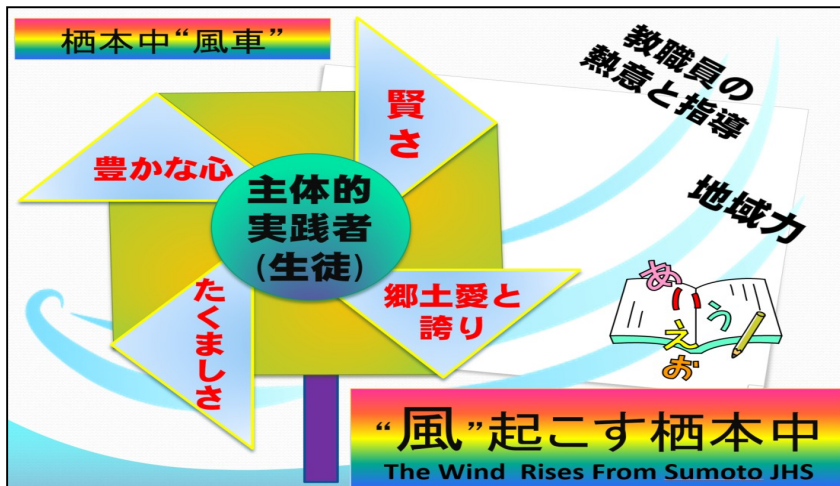 栖本中“風車”
教職員の
熱意と指導
地域力
賢さ
豊かな心
主体的
実践者
(生徒)
たくましさ
郷土愛と
誇り
あいうえお
“風”起こす栖本中
The Wind Rises From Sumoto JHS